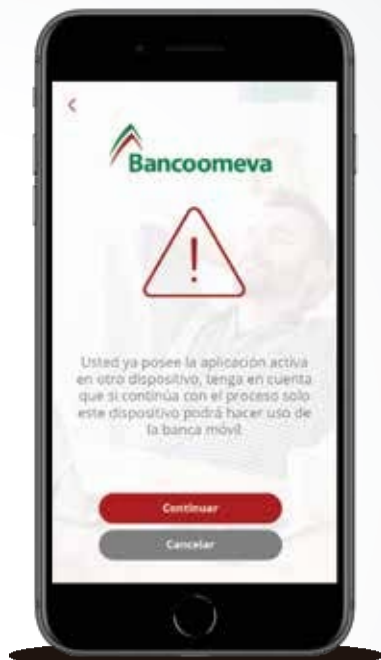 Bancoomeva
!
Usted ya posee la aplicación activa
en otro dispositivo, tenga en cuenta
que si continúa con el proceso solo
este dispositivo podrá hacer uso de
la banca móvil
Continuar
Cancelar